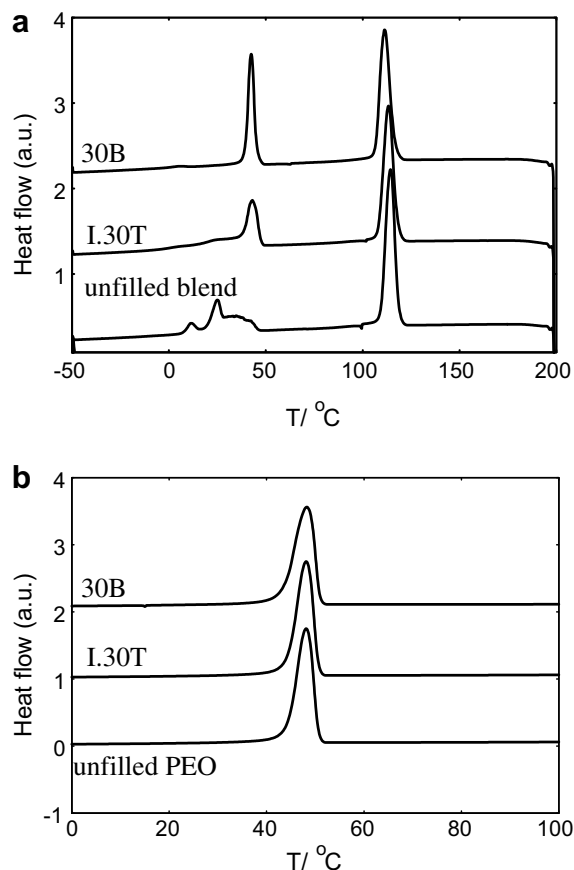 a
4
3
2
1
Heat flow (a.u.)
30B
I.30T
unfilled blend
-50 0 50 100 150 200
T/ °C
b
4
3
2
1
0
-1
Heat flow (a.u.)
30B
I.30T
unfilled PEO
0 20 40 60 80 100
T/ °C